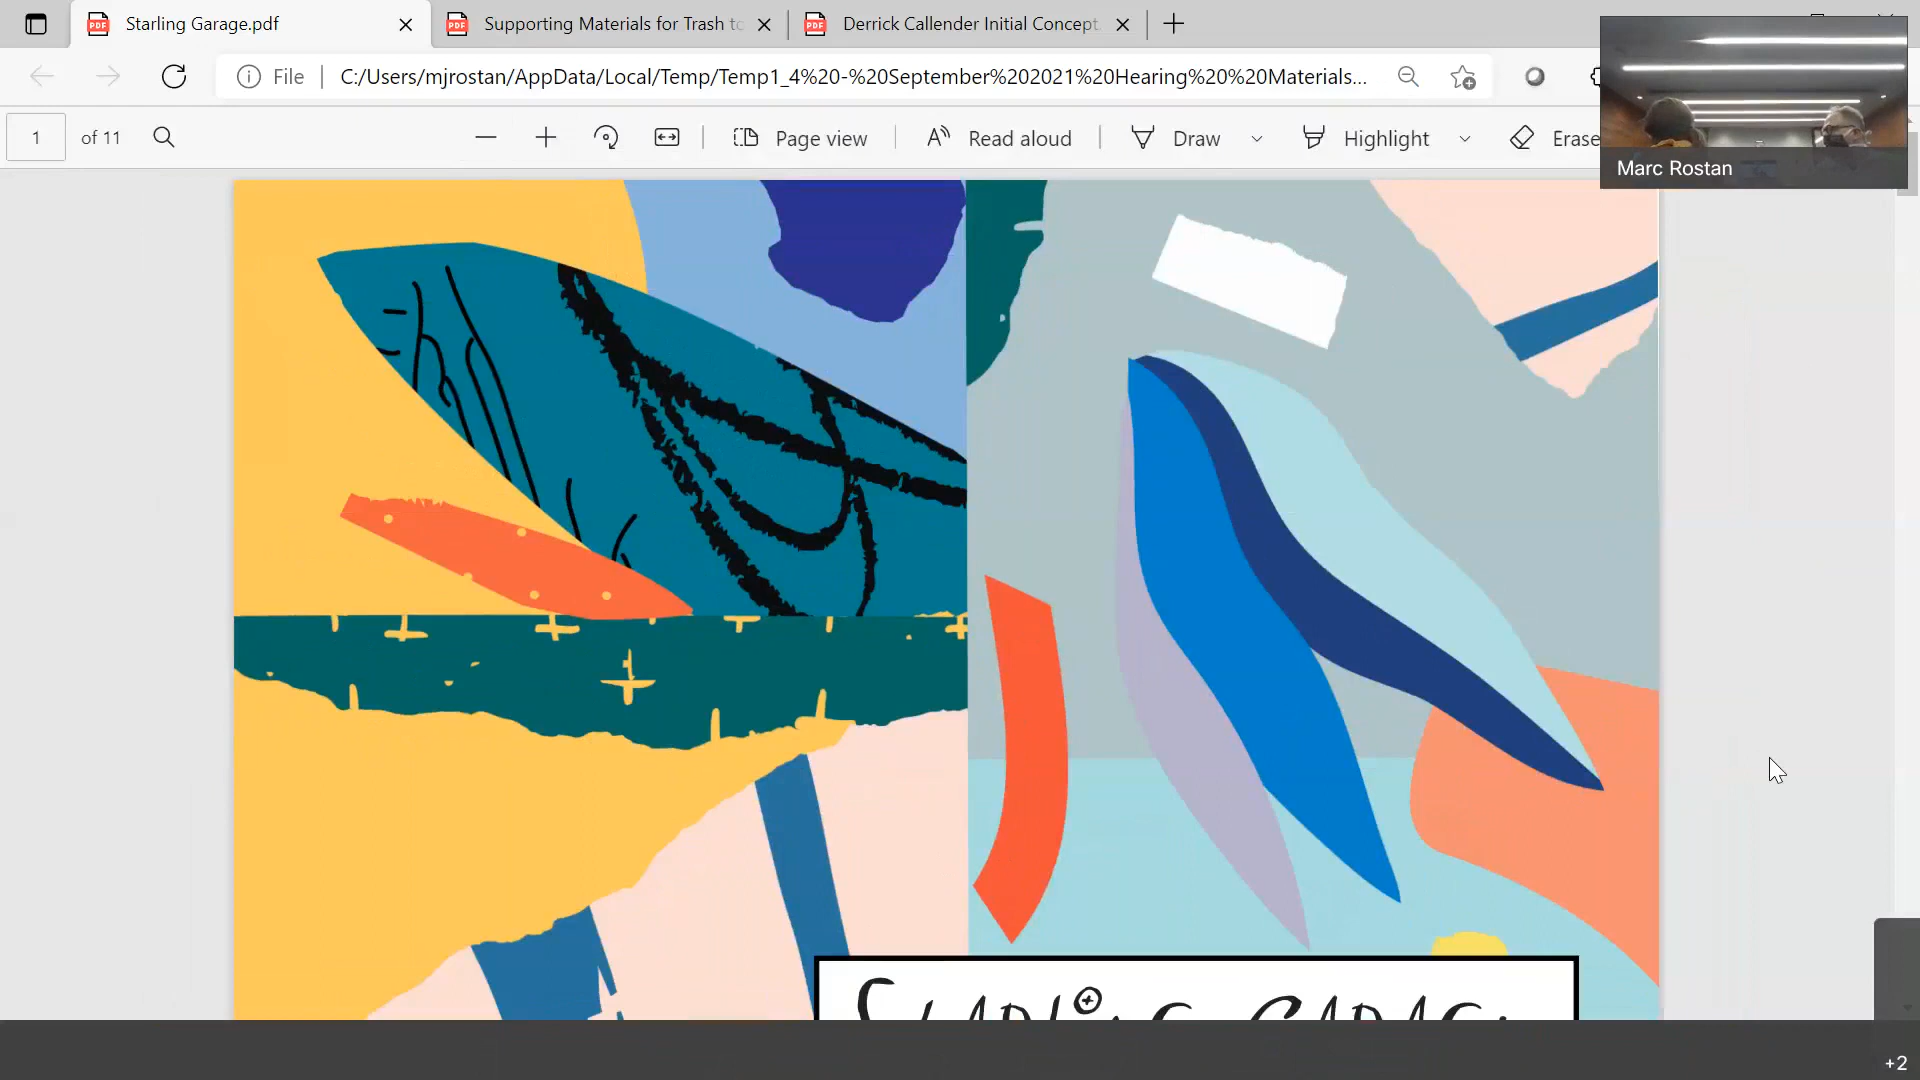 Starling Garage.pdf
Supporting Materials for Trash to
Derrick Callender Initial Concept
File
C:/Users/mjrostan/AppData/Local/Temp/Temp1_4%20-%20September%202021%20Hearing%20%20Materials...
1 of 11
Page view
Read aloud
Draw
Highlight
Erase
Marc Rostan
+2